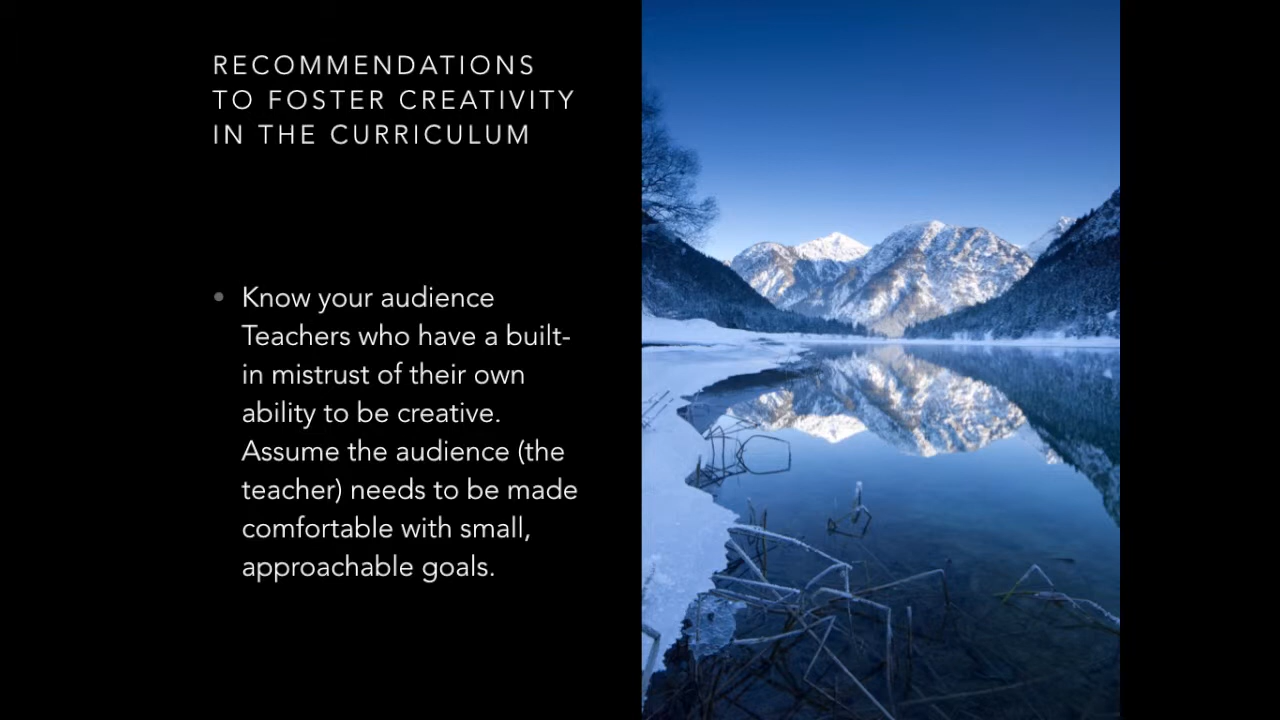 RECOMMENDATIONS
TO FOSTER CREATIVITY
IN THE CURRICULUM
• Know your audience
Teachers who have a built-
in mistrust of their own
ability to be creative.
Assume the audience (the
teacher) needs to be made
comfortable with small,
approachable goals.